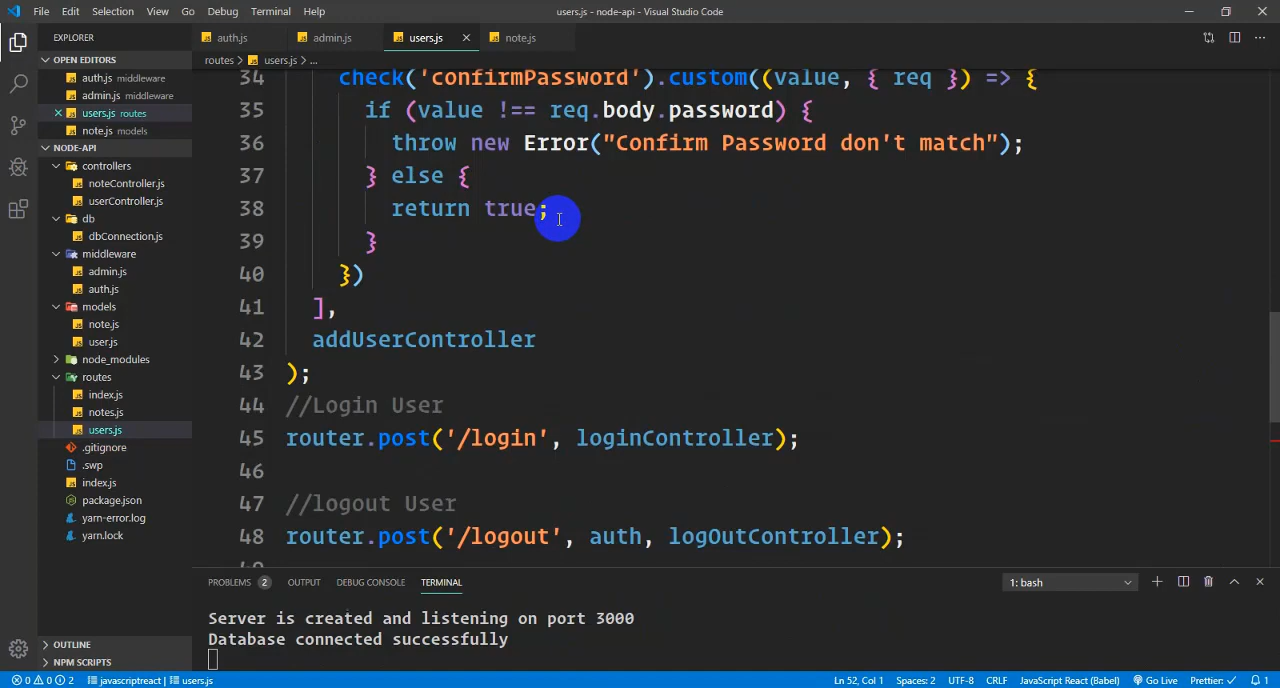 File Edit Selection View Go Debug Terminal Help
users.js - node-api - Visual Studio Code
EXPLORER
auth.js
admin.js
users.js
note.js
OPEN EDITORS
routes > users.js > ...
auth.js middleware
admin.js middleware
users.js routes
note.js models
NODE-API
controllers
noteController.js
userController.js
db
dbConnection.js
middleware
admin.js
auth.js
models
note.js
user.js
node_modules
routes
index.js
notes.js
users.js
.gitignore
.swp
index.js
package.json
yarn-error.log
yarn.lock
OUTLINE
NPM SCRIPTS
34 check('confirmPassword').custom((value, { req }) => {
35 if (value !== req.body.password) {
36 throw new Error("Confirm Password don't match");
37 } else {
38 return true;
39 }
40 })
41 ],
42 addUserController
43 );
44 //Login User
45 router.post('/login', loginController);
46
47 //logout User
48 router.post('/logout', auth, logOutController);
PROBLEMS 2 OUTPUT DEBUG CONSOLE TERMINAL
1: bash
Server is created and listening on port 3000
Database connected successfully
0 0 2 javascriptreact | users.js
Ln 52, Col 1 Spaces: 2 UTF-8 CRLF JavaScript React (Babel) Go Live Prettier: ✓ 1